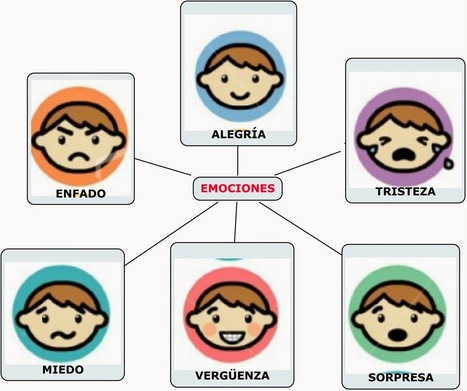 ALEGRÍA
ENFADO
EMOCIONES
TRISTEZA
MIEDO
VERGÜENZA
SORPRESA